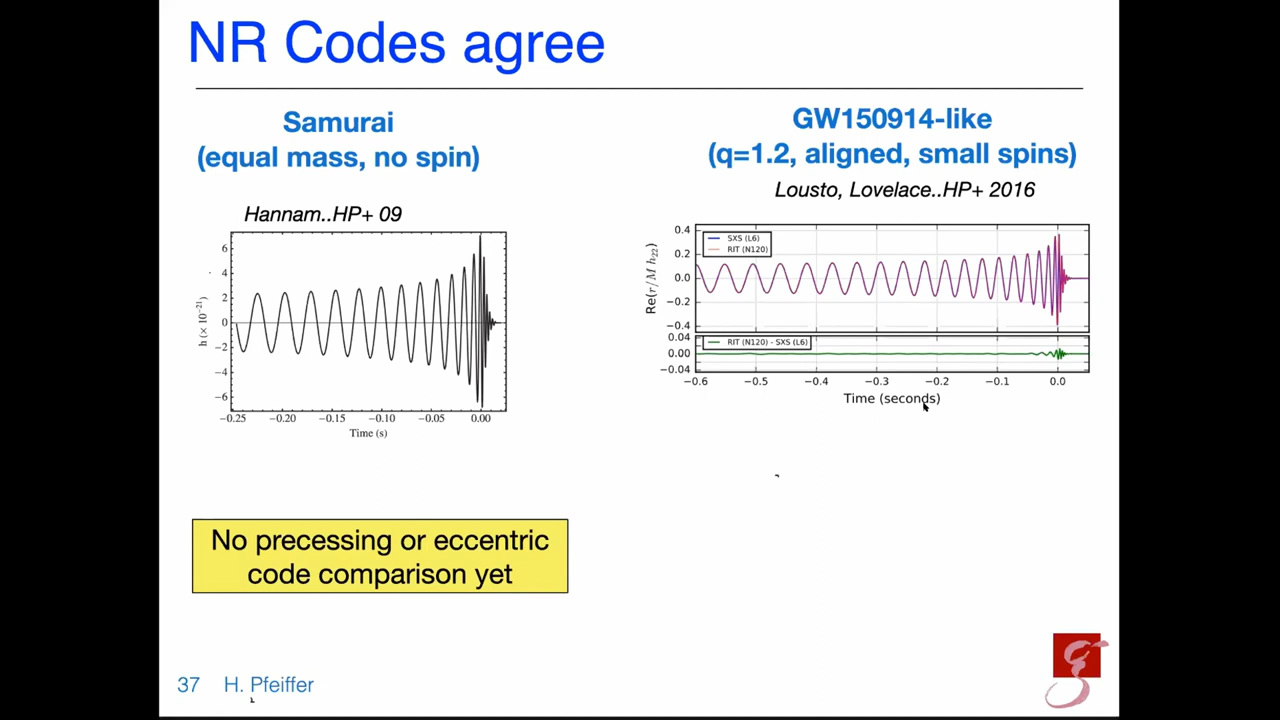 NR Codes agree
Samurai
(equal mass, no spin)
Hannam..HP+ 09
h (× 10⁻²¹)
6
4
2
0
−2
−4
−6
−0.25 −0.20 −0.15 −0.10 −0.05 0.00
Time (s)
GW150914-like
(q=1.2, aligned, small spins)
Lousto, Lovelace..HP+ 2016
Re(r/M h₂₂)
0.4
0.2
0.0
−0.2
−0.4
SXS (L6)
RIT (N120)
0.04
0.00
−0.04
RIT (N120) - SXS (L6)
−0.6 −0.5 −0.4 −0.3 −0.2 −0.1 0.0
Time (seconds)
No precessing or eccentric
code comparison yet
37 H. Pfeiffer